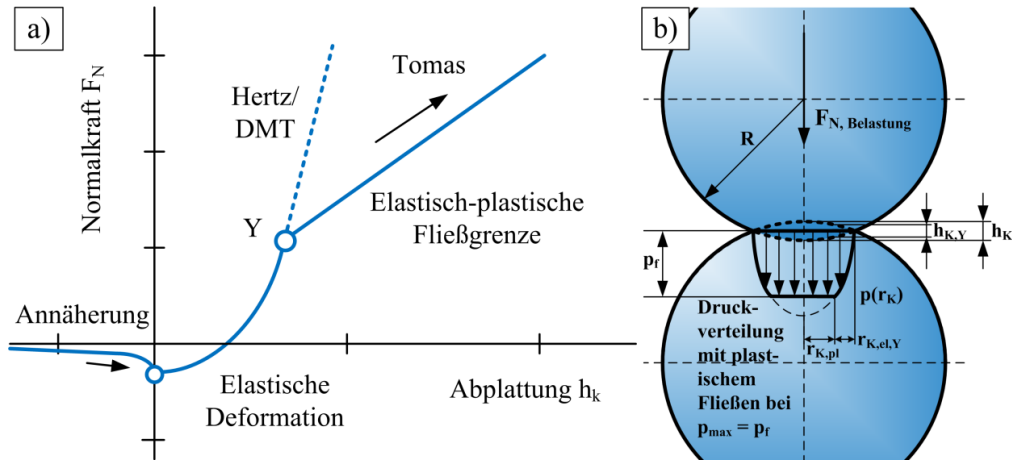 a)
Normalkraft F_N
Hertz/
DMT
Tomas
Y
Elastisch-plastische
Fließgrenze
Annäherung
Elastische
Deformation
Abplattung h_k
b)
F_N, Belastung
R
h_K,Y
h_K
p_f
p(r_K)
Druck-
verteilung
mit plast-
ischem
Fließen bei
p_max = p_f
r_K,pl
r_K,el,Y